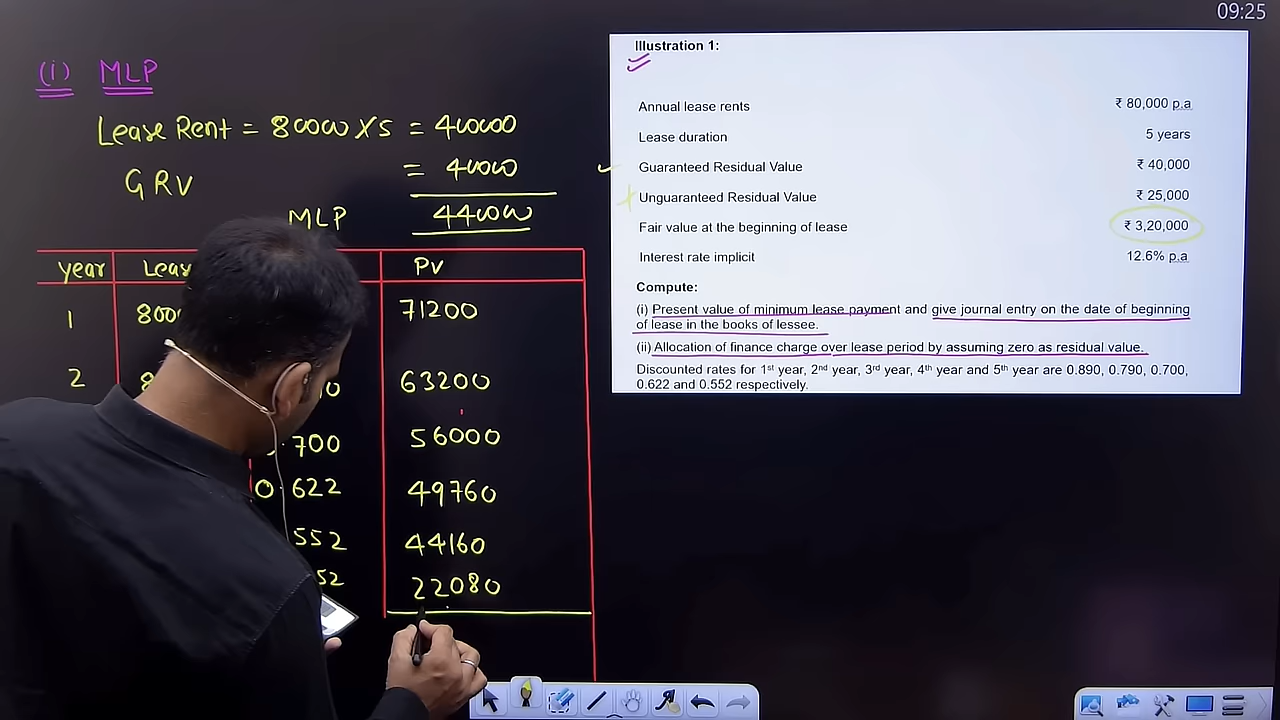 09:25
(i) MLP
Lease Rent = 80000 X 5 = 400000
GRV = 40000
MLP 440000
year Leas PV
1 800 71200
2 8 0 63200
.700 56000
0.622 49760
552 44160
52 22080
Illustration 1:
Annual lease rents ₹ 80,000 p.a
Lease duration 5 years
Guaranteed Residual Value ₹ 40,000
Unguaranteed Residual Value ₹ 25,000
Fair value at the beginning of lease ₹ 3,20,000
Interest rate implicit 12.6% p.a
Compute:
(i) Present value of minimum lease payment and give journal entry on the date of beginning
of lease in the books of lessee.
(ii) Allocation of finance charge over lease period by assuming zero as residual value.
Discounted rates for 1st year, 2nd year, 3rd year, 4th year and 5th year are 0.890, 0.790, 0.700,
0.622 and 0.552 respectively.